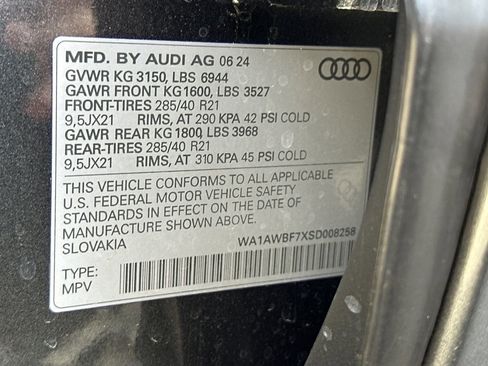 MFD. BY AUDI AG 06 24
GVWR KG 3150, LBS 6944
GAWR FRONT KG1600, LBS 3527
FRONT-TIRES 285/40 R21
9,5JX21 RIMS, AT 290 KPA 42 PSI COLD
GAWR REAR KG 1800, LBS 3968
REAR-TIRES 285/40 R21
9,5JX21 RIMS, AT 310 KPA 45 PSI COLD
THIS VEHICLE CONFORMS TO ALL APPLICABLE
U.S. FEDERAL MOTOR VEHICLE SAFETY
STANDARDS IN EFFECT ON THE DATE OF
MANUFACTURE SHOWN ABOVE.
SLOVAKIA WA1AWBF7XSD008258
TYPE:
MPV